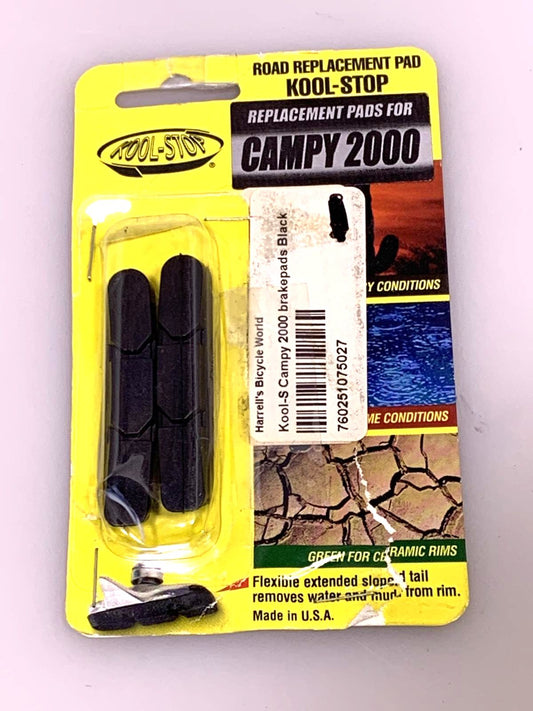 ROAD REPLACEMENT PAD
KOOL-STOP
REPLACEMENT PADS FOR
CAMPY 2000
KOOL-STOP
®
Harrell's Bicycle World
Kool-S Campy 2000 brakepads Black
760251075027
CONDITIONS
CONDITIONS
GREEN FOR CERAMIC RIMS
Flexible extended sloped tail
removes water and mud from rim.
Made in U.S.A.